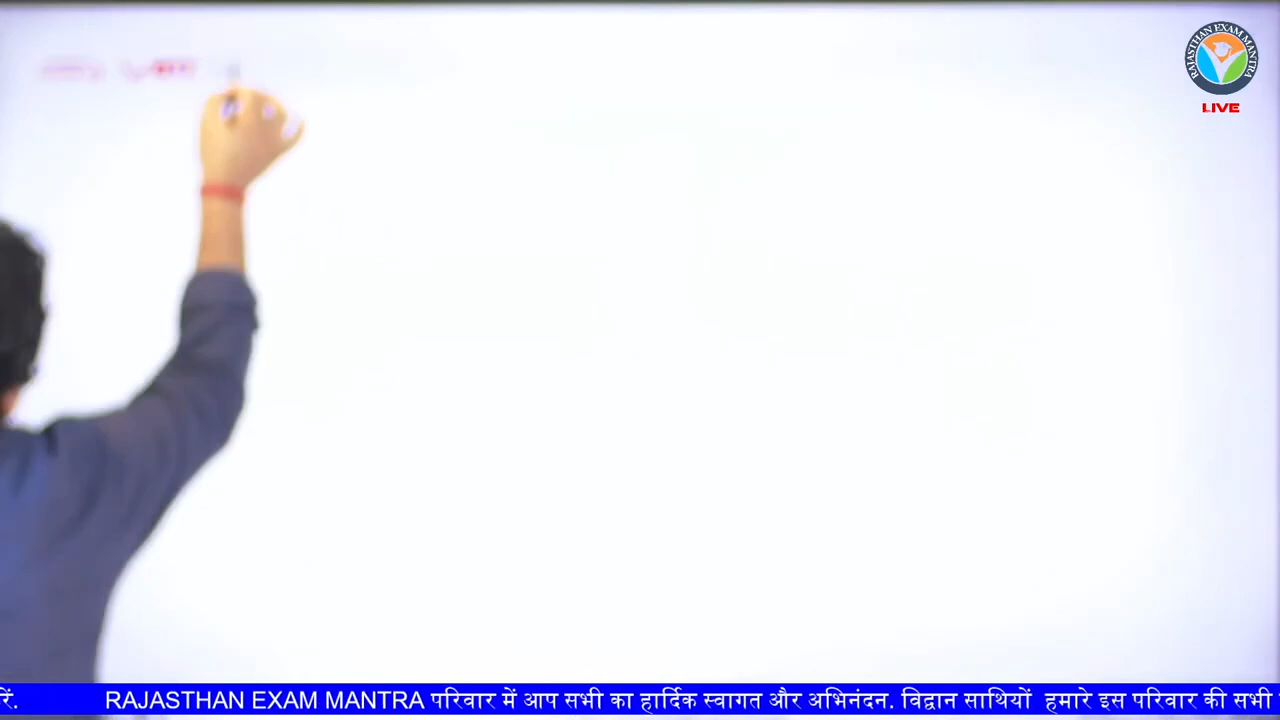 RAJASTHAN EXAM MANTRA
LIVE
रें. RAJASTHAN EXAM MANTRA परिवार में आप सभी का हार्दिक स्वागत और अभिनंदन. विद्वान साथियों हमारे इस परिवार की सभी